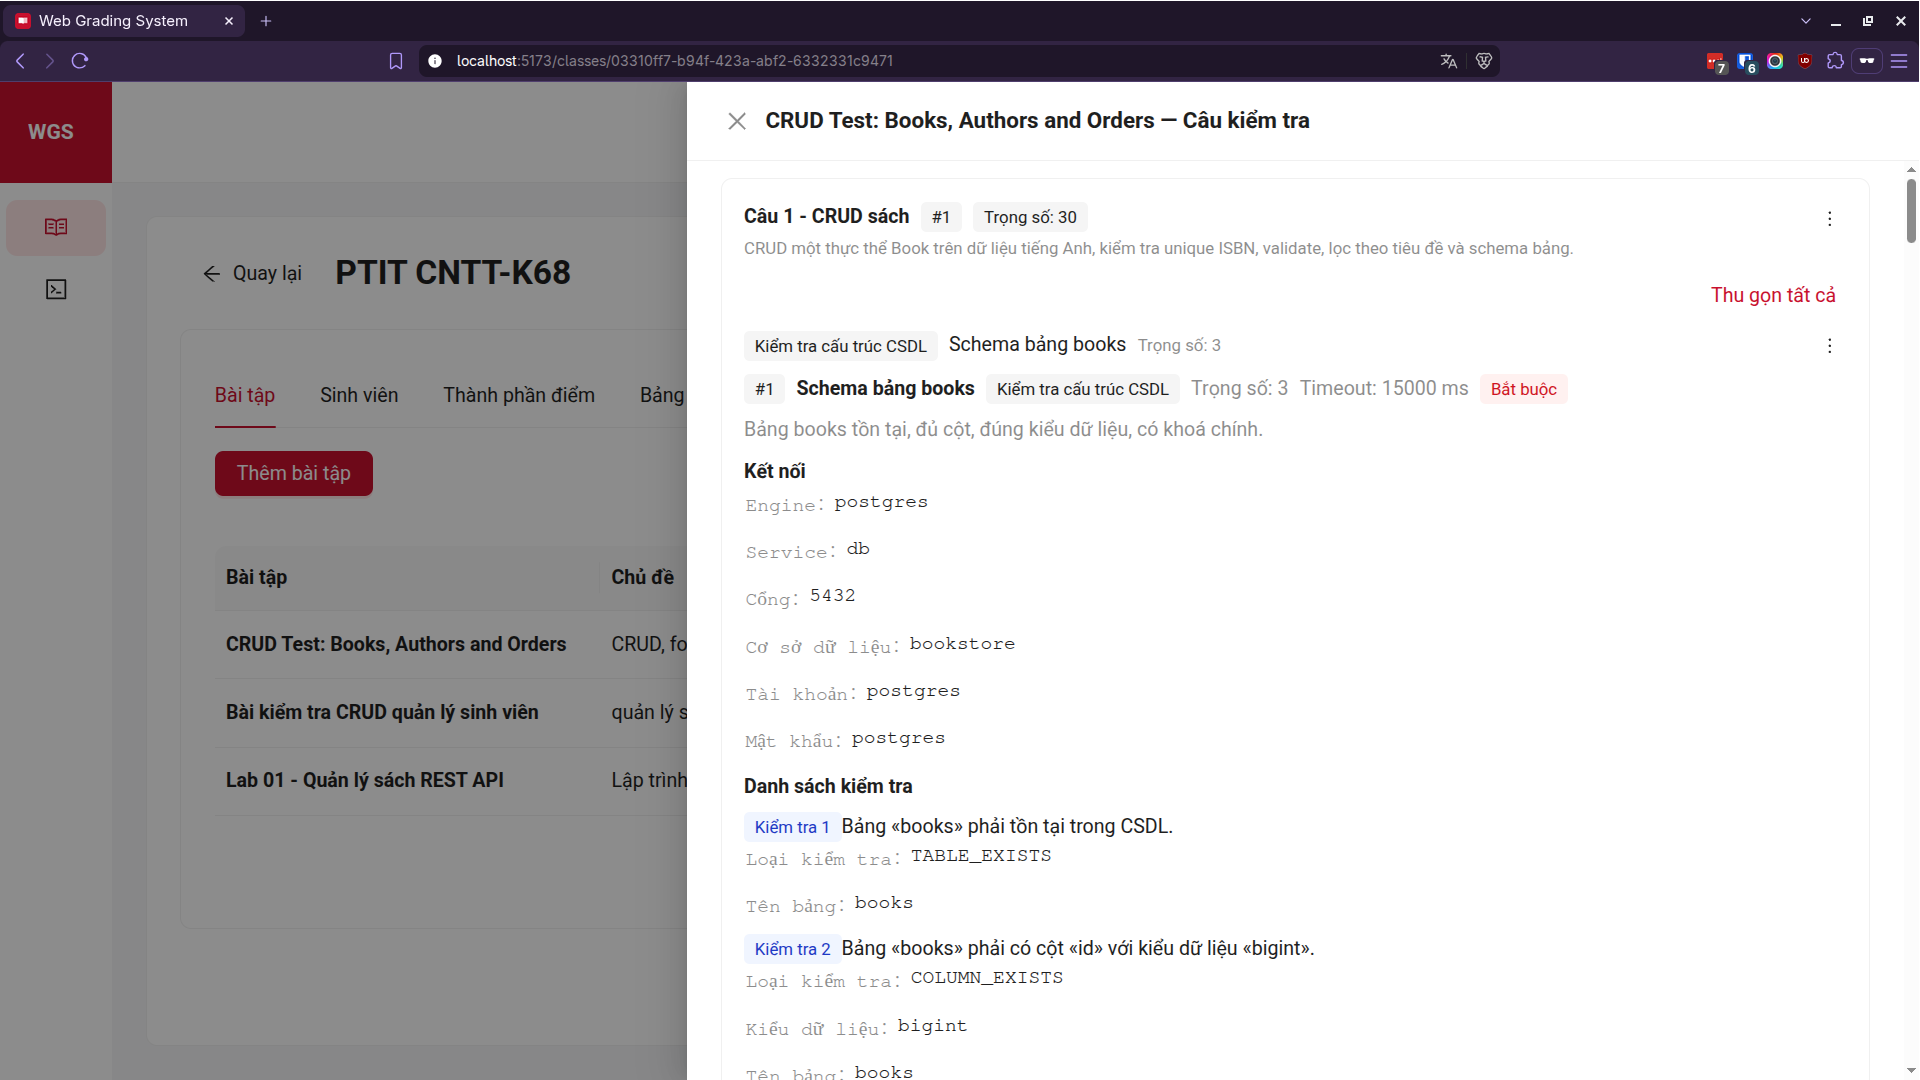 Web Grading System
localhost:5173/classes/03310ff7-b94f-423a-abf2-6332331c9471
7
6
WGS
Quay lại
PTIT CNTT-K68
Bài tập
Sinh viên
Thành phần điểm
Bảng
Thêm bài tập
Bài tập
Chủ đề
CRUD Test: Books, Authors and Orders
CRUD, fo
Bài kiểm tra CRUD quản lý sinh viên
quản lý s
Lab 01 - Quản lý sách REST API
Lập trình
CRUD Test: Books, Authors and Orders — Câu kiểm tra
Câu 1 - CRUD sách #1 Trọng số: 30
CRUD một thực thể Book trên dữ liệu tiếng Anh, kiểm tra unique ISBN, validate, lọc theo tiêu đề và schema bảng.
Thu gọn tất cả
Kiểm tra cấu trúc CSDL Schema bảng books Trọng số: 3
#1 Schema bảng books Kiểm tra cấu trúc CSDL Trọng số: 3 Timeout: 15000 ms Bắt buộc
Bảng books tồn tại, đủ cột, đúng kiểu dữ liệu, có khoá chính.
Kết nối
Engine: postgres
Service: db
Cổng: 5432
Cơ sở dữ liệu: bookstore
Tài khoản: postgres
Mật khẩu: postgres
Danh sách kiểm tra
Kiểm tra 1 Bảng «books» phải tồn tại trong CSDL.
Loại kiểm tra: TABLE_EXISTS
Tên bảng: books
Kiểm tra 2 Bảng «books» phải có cột «id» với kiểu dữ liệu «bigint».
Loại kiểm tra: COLUMN_EXISTS
Kiểu dữ liệu: bigint
Tên bảng: books